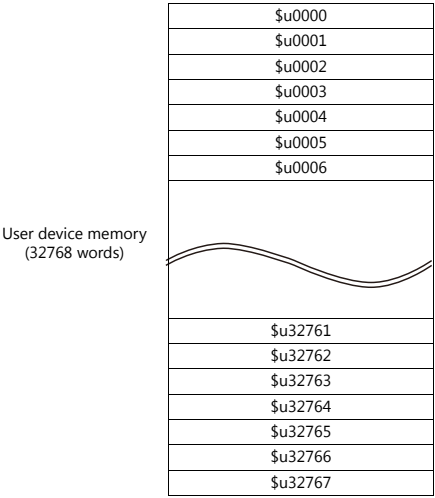 $u0000
$u0001
$u0002
$u0003
$u0004
$u0005
$u0006
User device memory
(32768 words)
$u32761
$u32762
$u32763
$u32764
$u32765
$u32766
$u32767